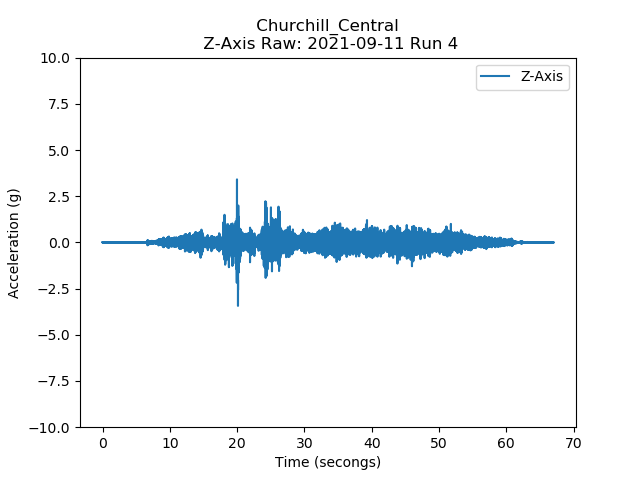 Churchill_Central
Z-Axis Raw: 2021-09-11 Run 4
Z-Axis
10.0
7.5
5.0
2.5
0.0
−2.5
−5.0
−7.5
−10.0
Acceleration (g)
0 10 20 30 40 50 60 70
Time (secongs)